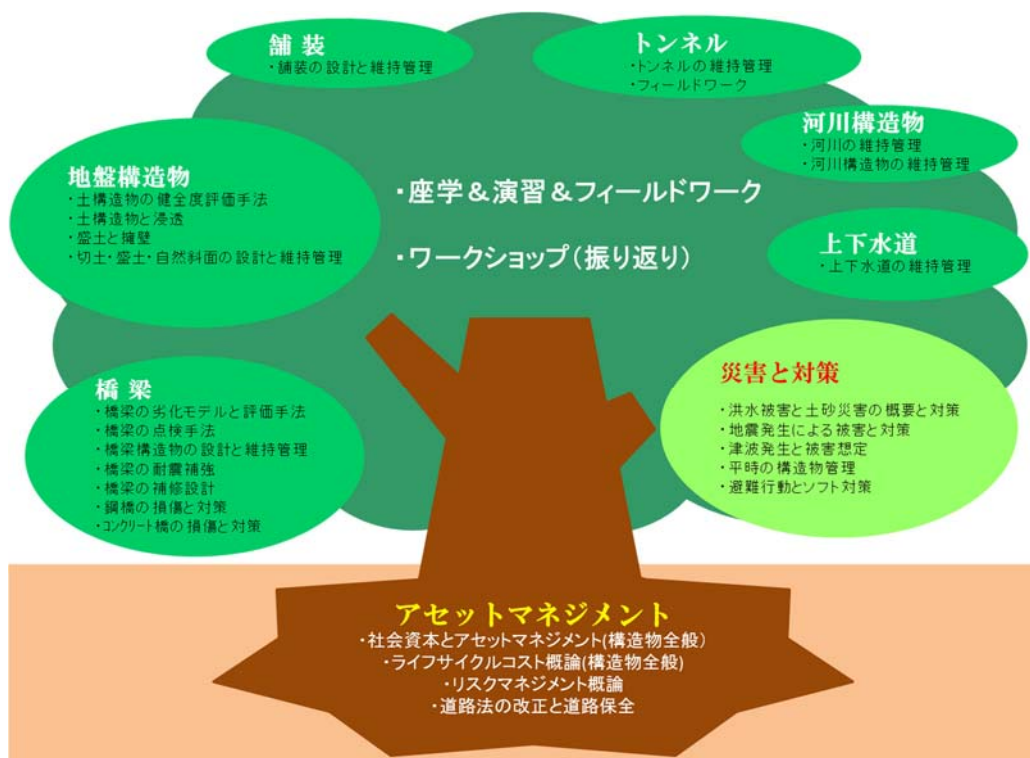 舗 装
・舗装の設計と維持管理
トンネル
・トンネルの維持管理
・フィールドワーク
河川構造物
・河川の維持管理
・河川構造物の維持管理
地盤構造物
・土構造物の健全度評価手法
・土構造物と浸透
・盛土と擁壁
・切土・盛土・自然斜面の設計と維持管理
・座学＆演習＆フィールドワーク
・ワークショップ（振り返り）
上下水道
・上下水道の維持管理
橋 梁
・橋梁の劣化モデルと評価手法
・橋梁の点検手法
・橋梁構造物の設計と維持管理
・橋梁の耐震補強
・橋梁の補修設計
・鋼橋の損傷と対策
・コンクリート橋の損傷と対策
災害と対策
・洪水被害と土砂災害の概要と対策
・地震発生による被害と対策
・津波発生と被害想定
・平時の構造物管理
・避難行動とソフト対策
アセットマネジメント
・社会資本とアセットマネジメント(構造物全般）
・ライフサイクルコスト概論(構造物全般)
・リスクマネジメント概論
・道路法の改正と道路保全